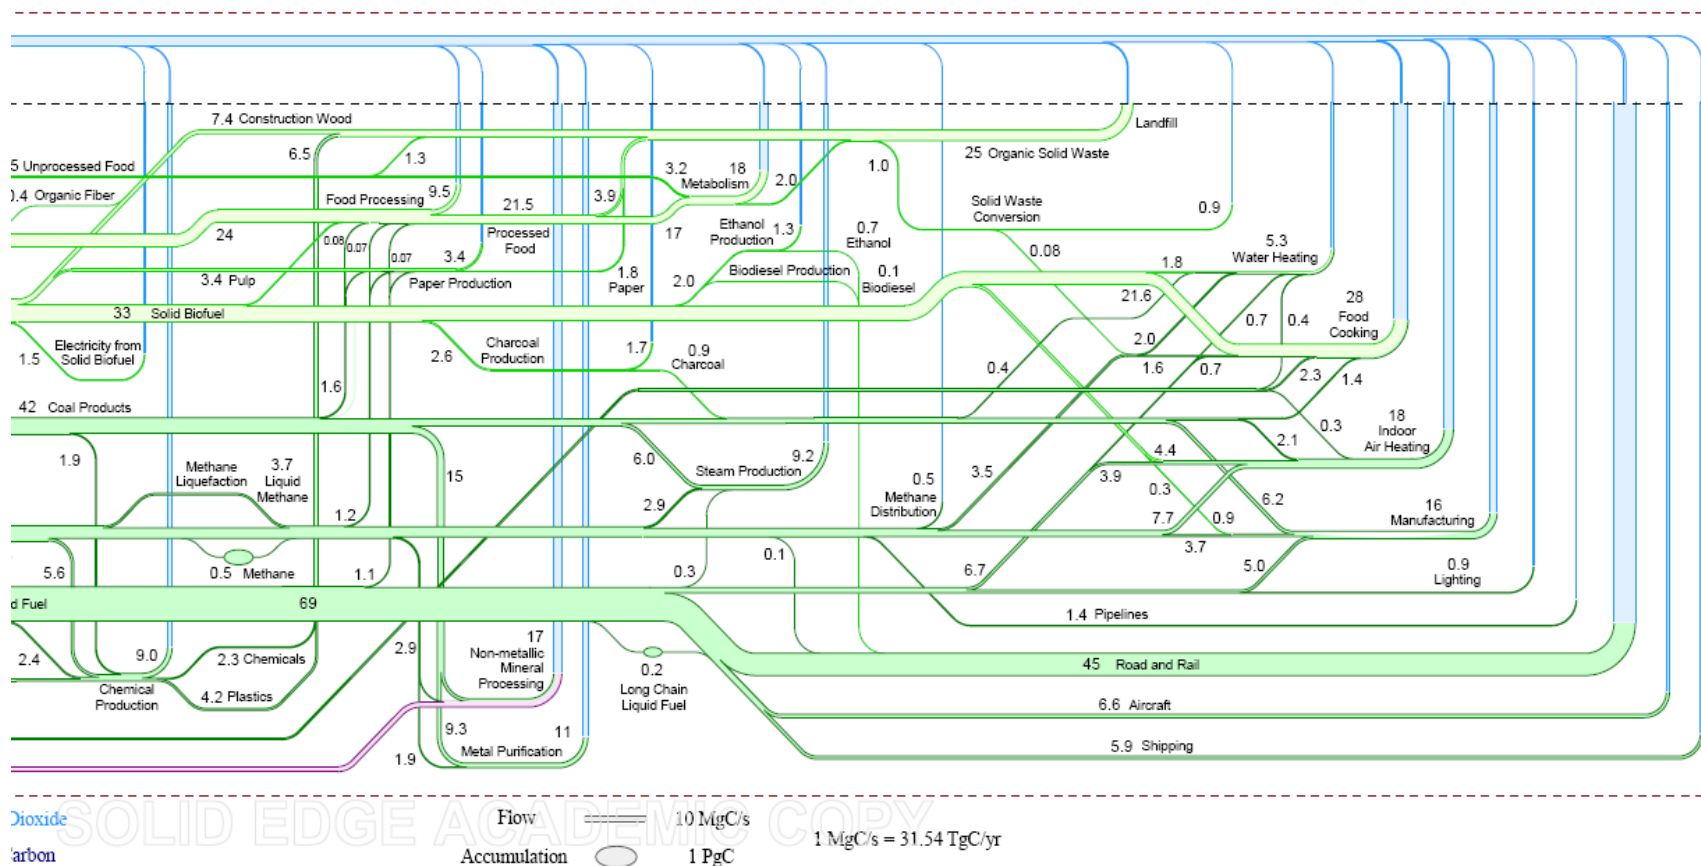 7.4 Construction Wood
Landfill
6.5
1.3
25 Organic Solid Waste
5 Unprocessed Food
3.2
18
Metabolism
1.0
2.0
0.4 Organic Fiber
Food Processing
9.5
3.9
21.5
Processed
Food
Solid Waste
Conversion
0.9
24
0.08
0.07
0.07
3.4
17
Ethanol
Production
1.3
0.7
Ethanol
0.08
5.3
Water Heating
3.4 Pulp
Paper Production
1.8
Paper
2.0
Biodiesel Production
0.1
Biodiesel
1.8
21.6
28
Food
Cooking
33 Solid Biofuel
0.7
0.4
1.5
Electricity from
Solid Biofuel
2.6
Charcoal
Production
1.7
0.9
Charcoal
2.0
1.6
0.7
0.4
2.3
1.4
1.6
42 Coal Products
18
Indoor
Air Heating
0.3
2.1
1.9
Methane
Liquefaction
3.7
Liquid
Methane
15
6.0
Steam Production
9.2
4.4
3.5
3.9
0.3
0.5
Methane
Distribution
6.2
16
Manufacturing
1.2
2.9
7.7
0.9
3.7
5.6
0.5 Methane
1.1
0.3
0.1
6.7
5.0
0.9
Lighting
d Fuel
69
1.4 Pipelines
2.4
9.0
2.3 Chemicals
2.9
17
Non-metallic
Mineral
Processing
0.2
Long Chain
Liquid Fuel
45 Road and Rail
Chemical
Production
4.2 Plastics
6.6 Aircraft
9.3
11
Metal Purification
1.9
5.9 Shipping
SOLID EDGE ACADEMIC COPY
Dioxide
Flow
10 MgC/s
1 MgC/s = 31.54 TgC/yr
arbon
Accumulation
1 PgC